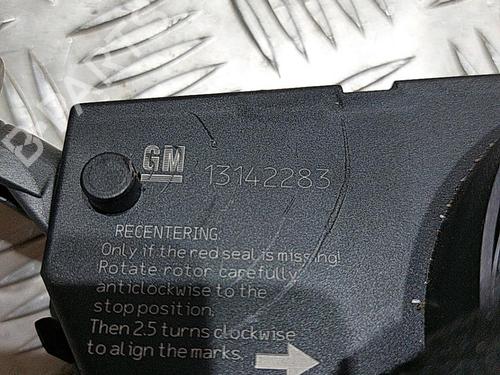 GM 13142283
RECENTERING
Only if the red seal is missing!
Rotate rotor carefully
anticlockwise to the
stop position.
Then 2.5 turns clockwise
to align the marks.